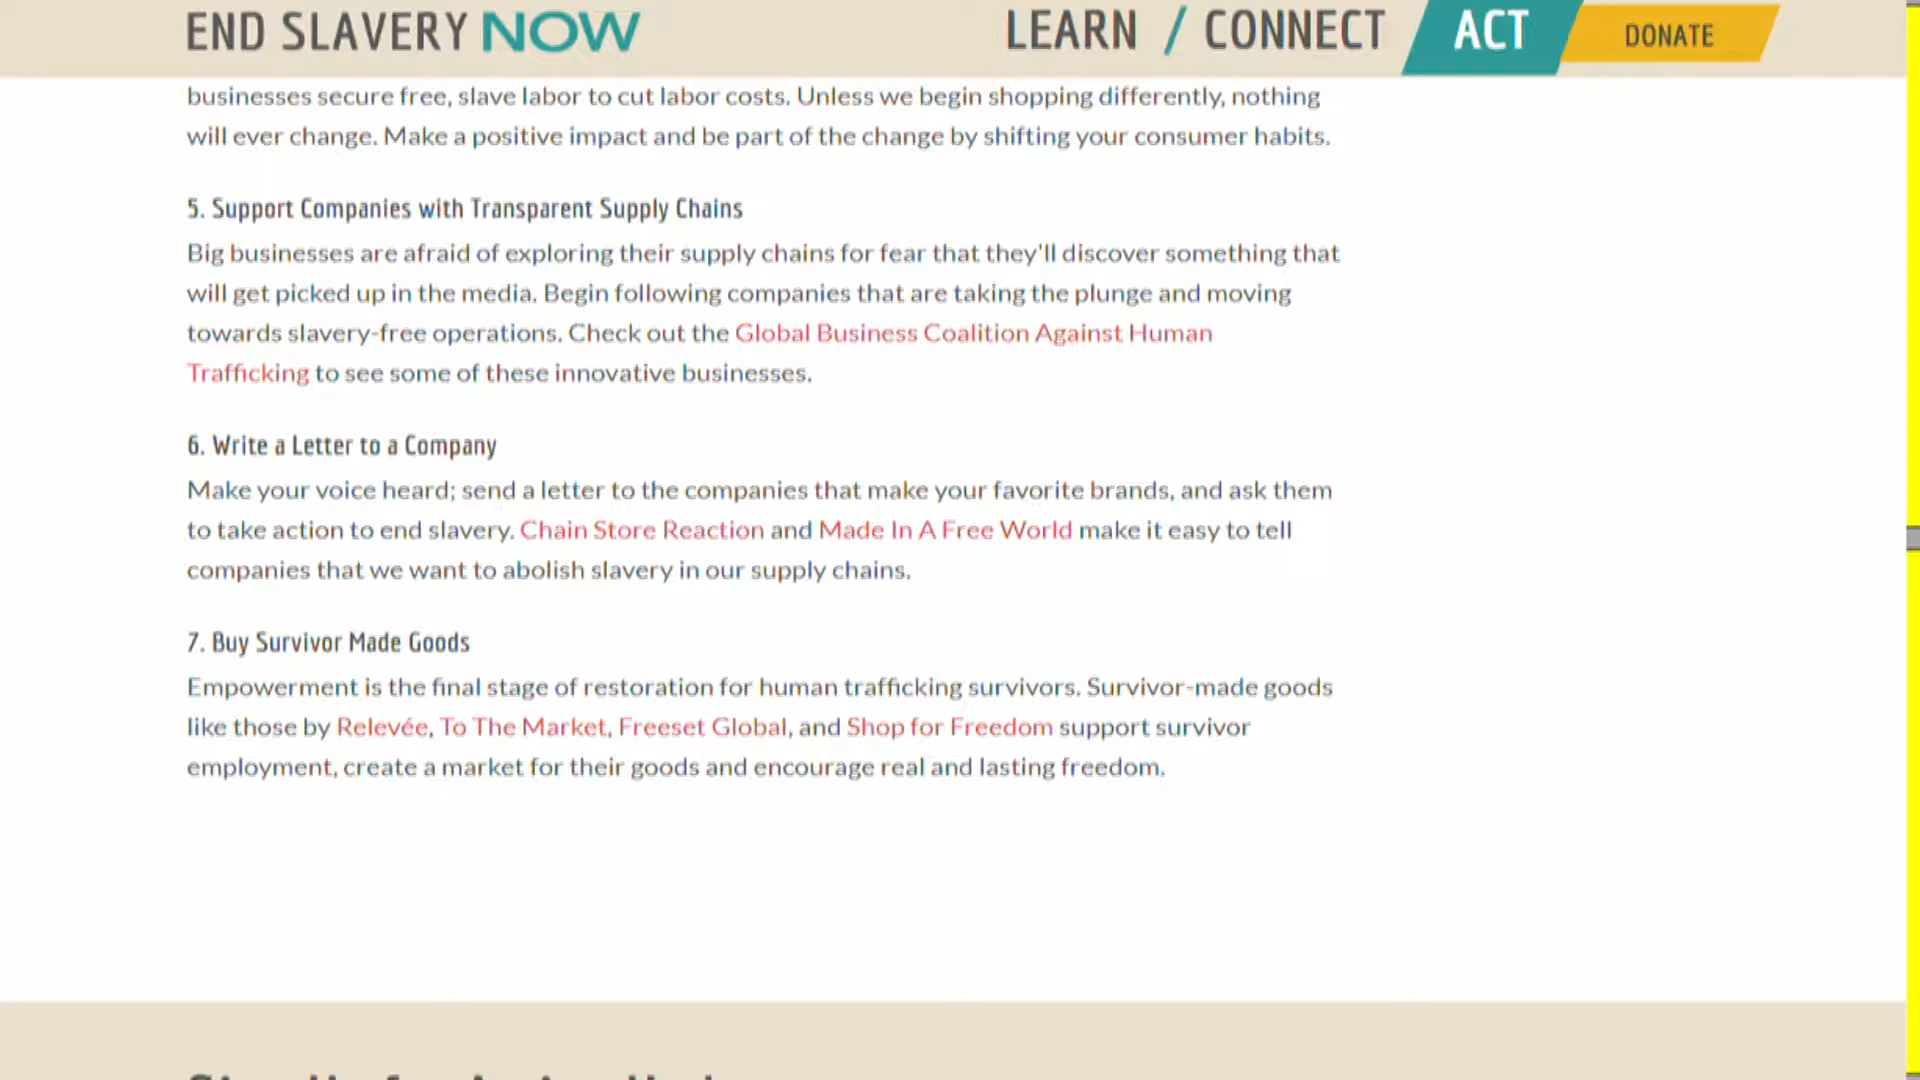 END SLAVERY NOW
LEARN / CONNECT ACT DONATE
businesses secure free, slave labor to cut labor costs. Unless we begin shopping differently, nothing
will ever change. Make a positive impact and be part of the change by shifting your consumer habits.
5. Support Companies with Transparent Supply Chains
Big businesses are afraid of exploring their supply chains for fear that they'll discover something that
will get picked up in the media. Begin following companies that are taking the plunge and moving
towards slavery-free operations. Check out the Global Business Coalition Against Human
Trafficking to see some of these innovative businesses.
6. Write a Letter to a Company
Make your voice heard; send a letter to the companies that make your favorite brands, and ask them
to take action to end slavery. Chain Store Reaction and Made In A Free World make it easy to tell
companies that we want to abolish slavery in our supply chains.
7. Buy Survivor Made Goods
Empowerment is the final stage of restoration for human trafficking survivors. Survivor-made goods
like those by Relevée, To The Market, Freeset Global, and Shop for Freedom support survivor
employment, create a market for their goods and encourage real and lasting freedom.